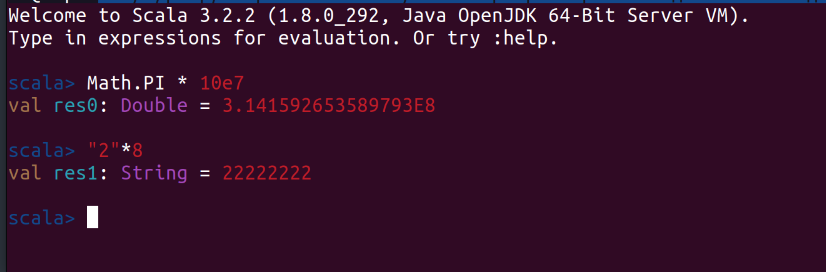 Welcome to Scala 3.2.2 (1.8.0_292, Java OpenJDK 64-Bit Server VM).
Type in expressions for evaluation. Or try :help.
scala> Math.PI * 10e7
val res0: Double = 3.141592653589793E8
scala> "2"*8
val res1: String = 22222222
scala>